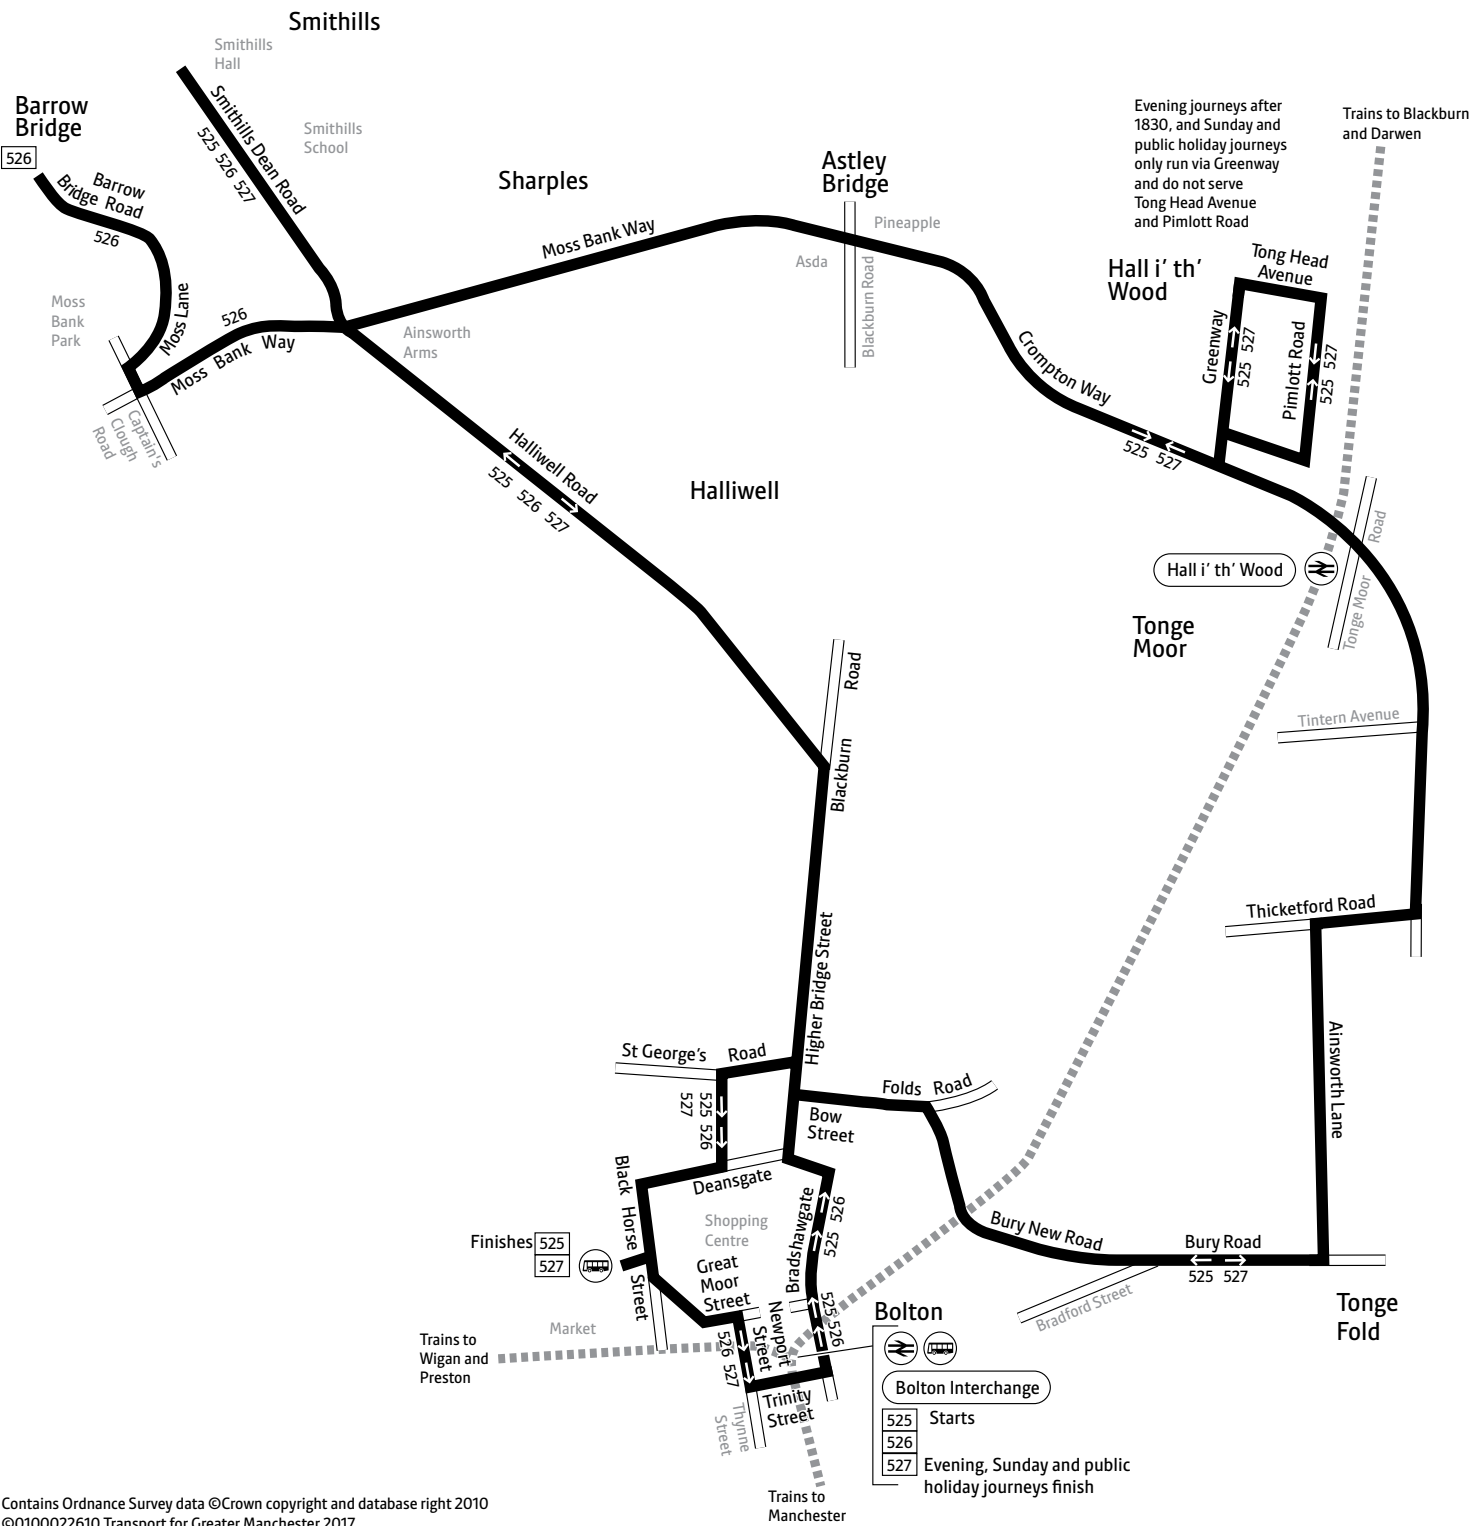 Smithills
Smithills
Hall
Barrow
Bridge
526
Smithills Dean Road
525 526 527
Smithills
School
Barrow
Bridge Road
526
Sharples
Astley
Bridge
Evening journeys after
1830, and Sunday and
public holiday journeys
only run via Greenway
and do not serve
Tong Head Avenue
and Pimlott Road
Trains to Blackburn
and Darwen
Moss Bank Way
Pineapple
Asda
Blackburn Road
Hall i’ th’
Wood
Tong Head
Avenue
Greenway
525 527
Pimlott Road
525 527
Moss
Bank
Park
Moss Lane
526
Moss Bank Way
Ainsworth
Arms
Captain's
Clough
Road
Crompton Way
525 527
Halliwell Road
525 526 527
Halliwell
Hall i’ th’ Wood
Tonge Moor Road
Tonge
Moor
Blackburn Road
Tintern Avenue
Thicketford Road
Higher Bridge Street
Ainsworth Lane
St George's Road
525 526
527
Folds Road
Bow
Street
Deansgate
Black Horse Street
Shopping
Centre
Bradshawgate
525 526
Bury New Road
Bury Road
525 527
Bradford Street
Finishes 525
527
Great
Moor
Street
Newport
Street
525 526
Bolton
Tonge
Fold
Market
526 527
Trains to
Wigan and
Preston
Trinity
Street
Thynne
Street
Bolton Interchange
525 Starts
526
527 Evening, Sunday and public
holiday journeys finish
Trains to
Manchester
Contains Ordnance Survey data ©Crown copyright and database right 2010
©0100022610 Transport for Greater Manchester 2017